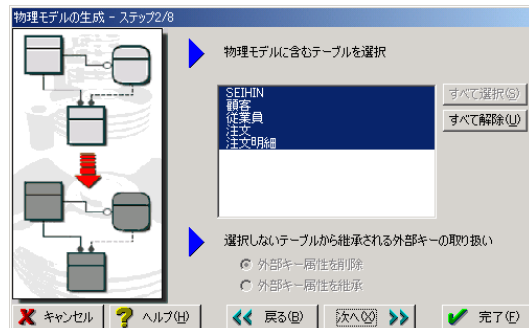 物理モデルの生成 - ステップ2/8
物理モデルに含むテーブルを選択
SEIHIN
顧客
従業員
注文
注文明細
すべて選択(S)
すべて解除(U)
選択しないテーブルから継承される外部キーの取り扱い
外部キー属性を削除
外部キー属性を継承
キャンセル
ヘルプ(H)
戻る(B)
次へ(X)
完了(F)